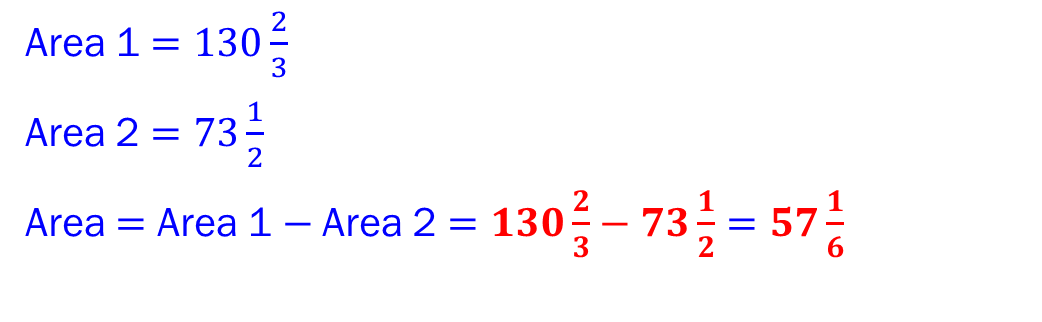 Area 1 = 130 2/3
Area 2 = 73 1/2
Area = Area 1 − Area 2 = 130 2/3 − 73 1/2 = 57 1/6